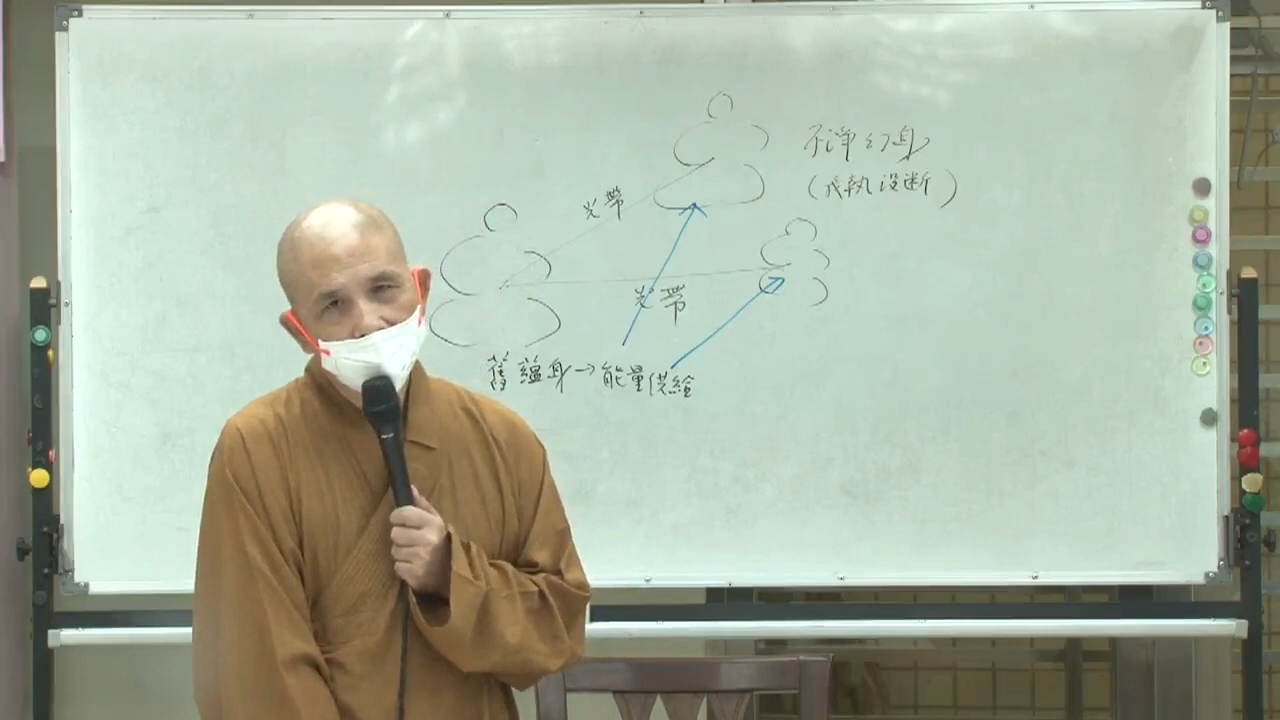 不淨幻身
(我執沒斷)
光帶
光帶
舊蘊身→能量供給